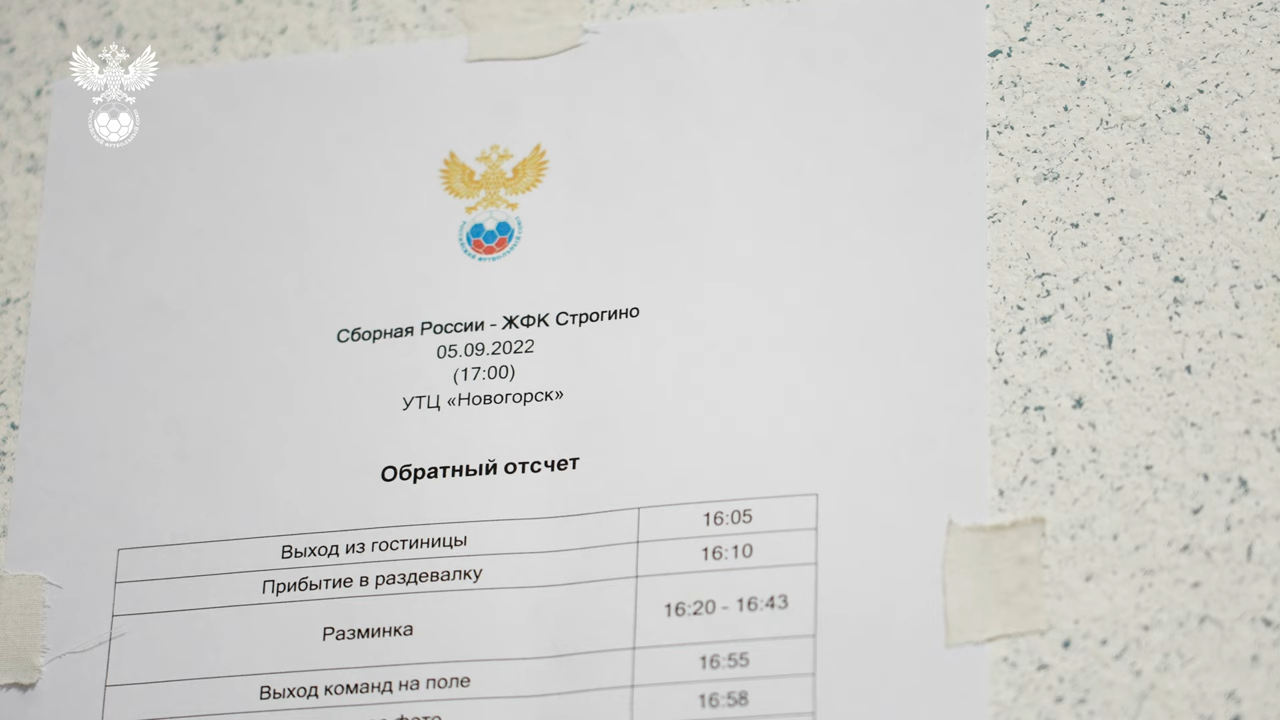 Сборная России - ЖФК Строгино
05.09.2022
(17:00)
УТЦ «Новогорск»
Обратный отсчет
Выход из гостиницы 16:05
Прибытие в раздевалку 16:10
Разминка 16:20 - 16:43
Выход команд на поле 16:55
фото 16:58